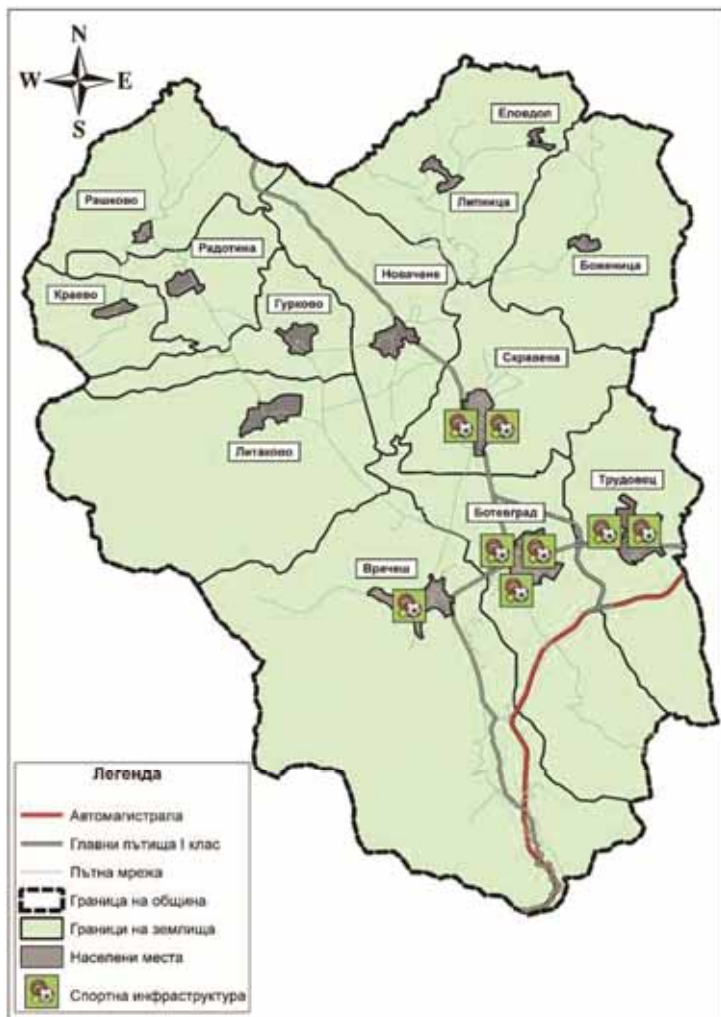 N
W E
S
Еловдол
Липница
Рашково
Радотина
Боженица
Новачене
Краево
Гурково
Скравена
Литаково
Трудовец
Ботевград
Врачеш
Легенда
Автомагистрала
Главни пътища I клас
Пътна мрежа
Граница на община
Граници на землища
Населени места
Спортна инфраструктура